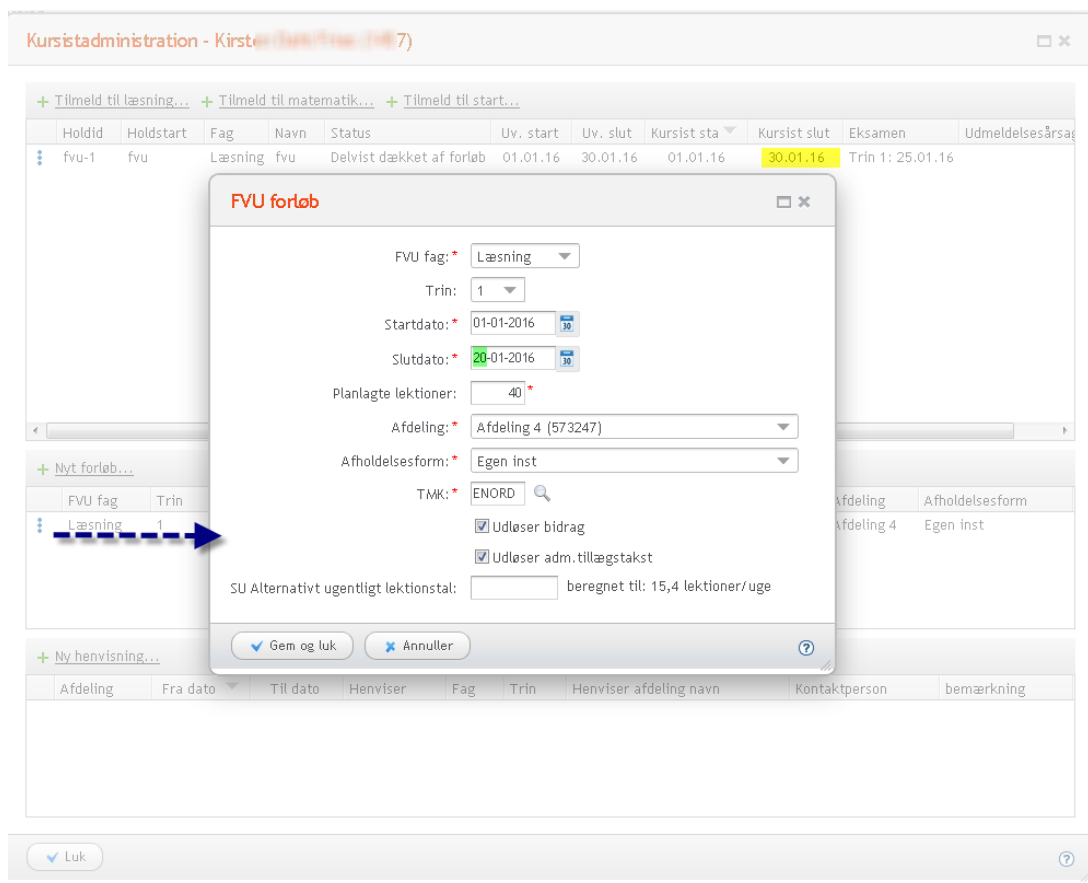 Kursistadministration - Kirste 7)
Tilmeld til læsning... Tilmeld til matematik... Tilmeld til start...
Holdid Holdstart Fag Navn Status Uv. start Uv. slut Kursist sta Kursist slut Eksamen Udmeldelsesårsag
fvu-1 fvu Læsning fvu Delvist dækket af forløb 01.01.16 30.01.16 01.01.16 30.01.16 Trin 1: 25.01.16
FVU forløb
FVU fag:* Læsning
Trin: 1
Startdato:* 01-01-2016 30
Slutdato:* 20-01-2016 30
Planlagte lektioner: 40 *
Afdeling:* Afdeling 4 (573247)
Afholdelsesform:* Egen inst
TMK:* ENORD
Udløser bidrag
Udløser adm.tillægstakst
SU Alternativt ugentligt lektionstal: beregnet til: 15,4 lektioner/uge
Gem og luk Annuller ?
Nyt forløb...
FVU fag Trin Afdeling Afholdelsesform
Læsning 1 Afdeling 4 Egen inst
Ny henvisning...
Afdeling Fra dato Til dato Henviser Fag Trin Henviser afdeling navn Kontaktperson bemærkning
Luk ?